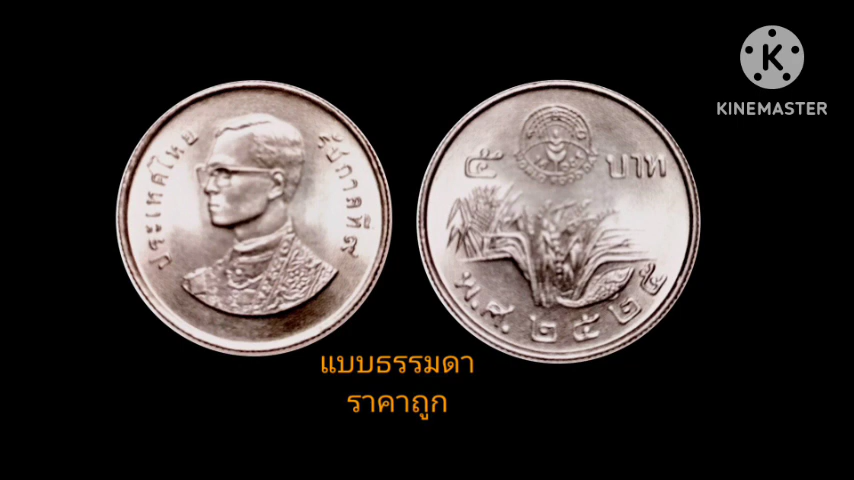 KINEMASTER
ประเทศไทย
รัชกาลที่๙
๕ บาท
พ.ศ. ๒๕๒๕
แบบธรรมดา
ราคาถูก